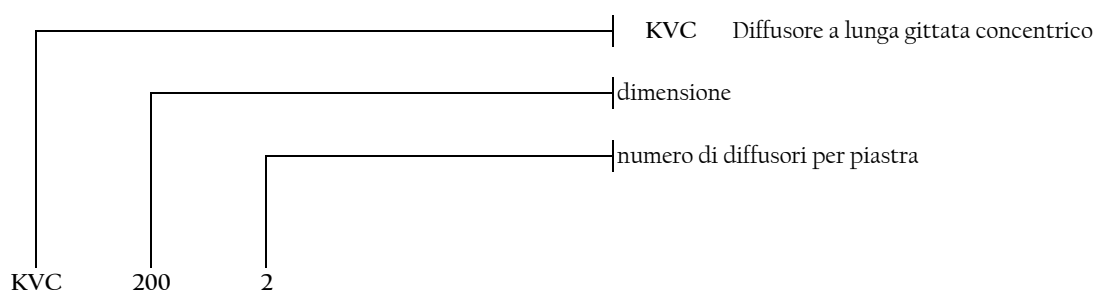 KVC Diffusore a lunga gittata concentrico
dimensione
numero di diffusori per piastra
KVC 200 2